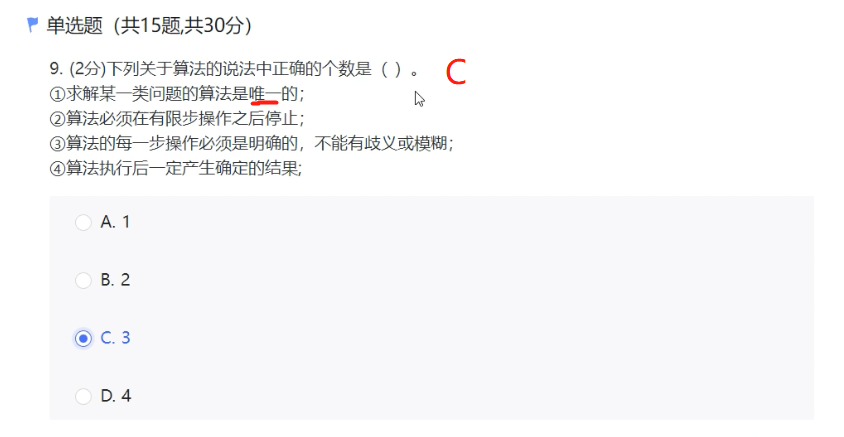 单选题 (共15题,共30分)
9. (2分)下列关于算法的说法中正确的个数是 ( ) 。 C
①求解某一类问题的算法是唯一的;
②算法必须在有限步操作之后停止;
③算法的每一步操作必须是明确的，不能有歧义或模糊;
④算法执行后一定产生确定的结果;
A. 1
B. 2
C. 3
D. 4